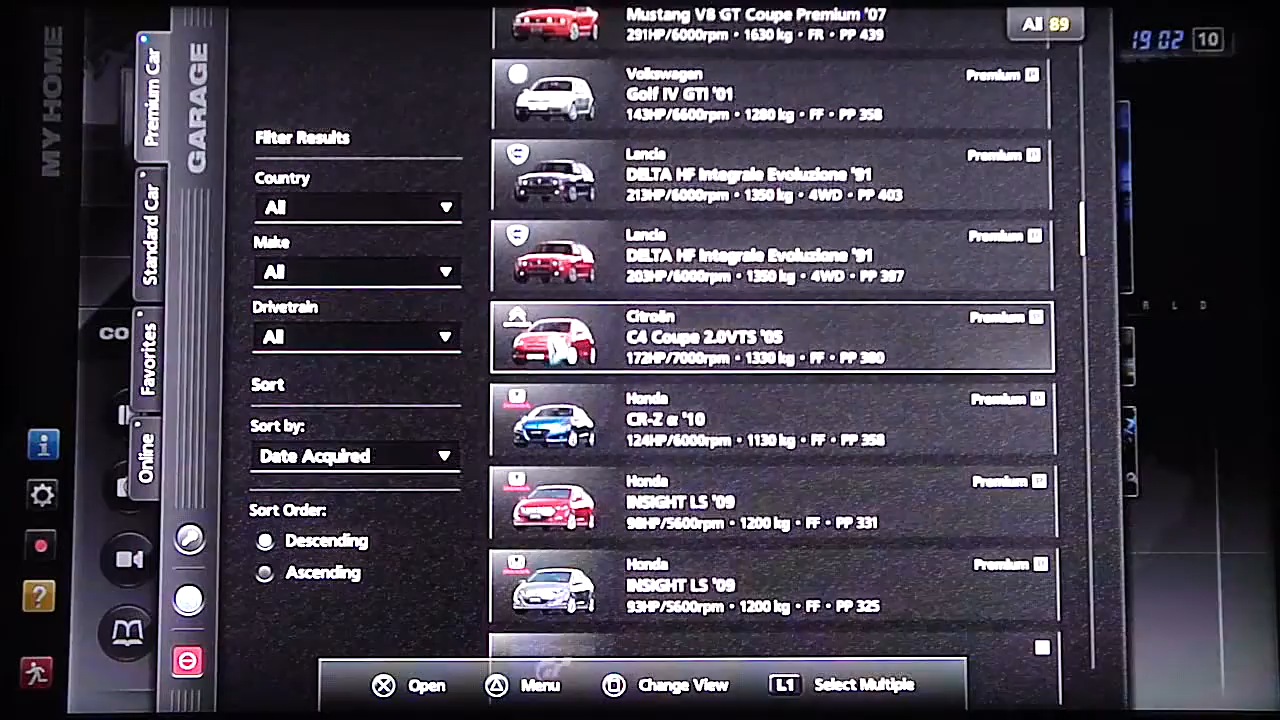 MY HOME
Premium Car
Standard Car
Favorites
Online
GARAGE
CO
Filter Results
Country
All
Make
All
Drivetrain
All
Sort
Sort by:
Date Acquired
Sort Order:
Descending
Ascending
All 89
19 02 10
Mustang V8 GT Coupe Premium '07
291HP/6000rpm • 1630 kg • FR • PP 439
Volkswagen Premium P
Golf IV GTI '01
143HP/6600rpm • 1280 kg • FF • PP 358
Lancia Premium P
DELTA HF Integrale Evoluzione '91
213HP/6000rpm • 1350 kg • 4WD • PP 403
Lancia Premium P
DELTA HF Integrale Evoluzione '91
203HP/6000rpm • 1350 kg • 4WD • PP 397
Citroën Premium P
C4 Coupe 2.0VTS '05
172HP/7000rpm • 1330 kg • FF • PP 380
Honda Premium P
CR-Z α '10
124HP/6000rpm • 1130 kg • FF • PP 358
Honda Premium P
INSIGHT LS '09
98HP/5600rpm • 1200 kg • FF • PP 331
Honda Premium P
INSIGHT LS '09
93HP/5600rpm • 1200 kg • FF • PP 325
R L D
Open Menu Change View L1 Select Multiple